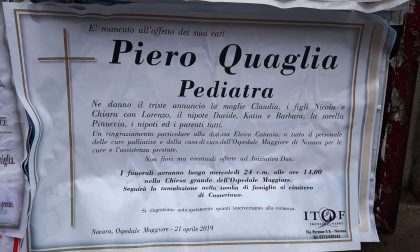 E' mancato all'affetto dei suoi cari
Piero Quaglia
Pediatra
Ne danno il triste annuncio la moglie Claudia, i figli Nicola e
Chiara con Lorenzo, il nipote Davide, Katia e Barbara, la sorella
Pinuccia, i nipoti ed i parenti tutti.
Un ringraziamento particolare alla dott.ssa Elvira Catania, a tutto il personale
delle cure palliative e della casa di cura dell'Ospedale Maggiore di Novara per le
cure e l'assistenza prestate.
Non fiori ma eventuali offerte ad Iniziativa Due.
I funerali avranno luogo mercoledì 24 c.m. alle ore 14.00
nella Chiesa grande dell'Ospedale Maggiore.
Seguirà la tumulazione nella tomba di famiglia al cimitero
di Cameriano.
Si ringraziano anticipatamente quanti interverranno alla cerimonia.
Novara, Ospedale Maggiore - 21 aprile 2019
ITOF